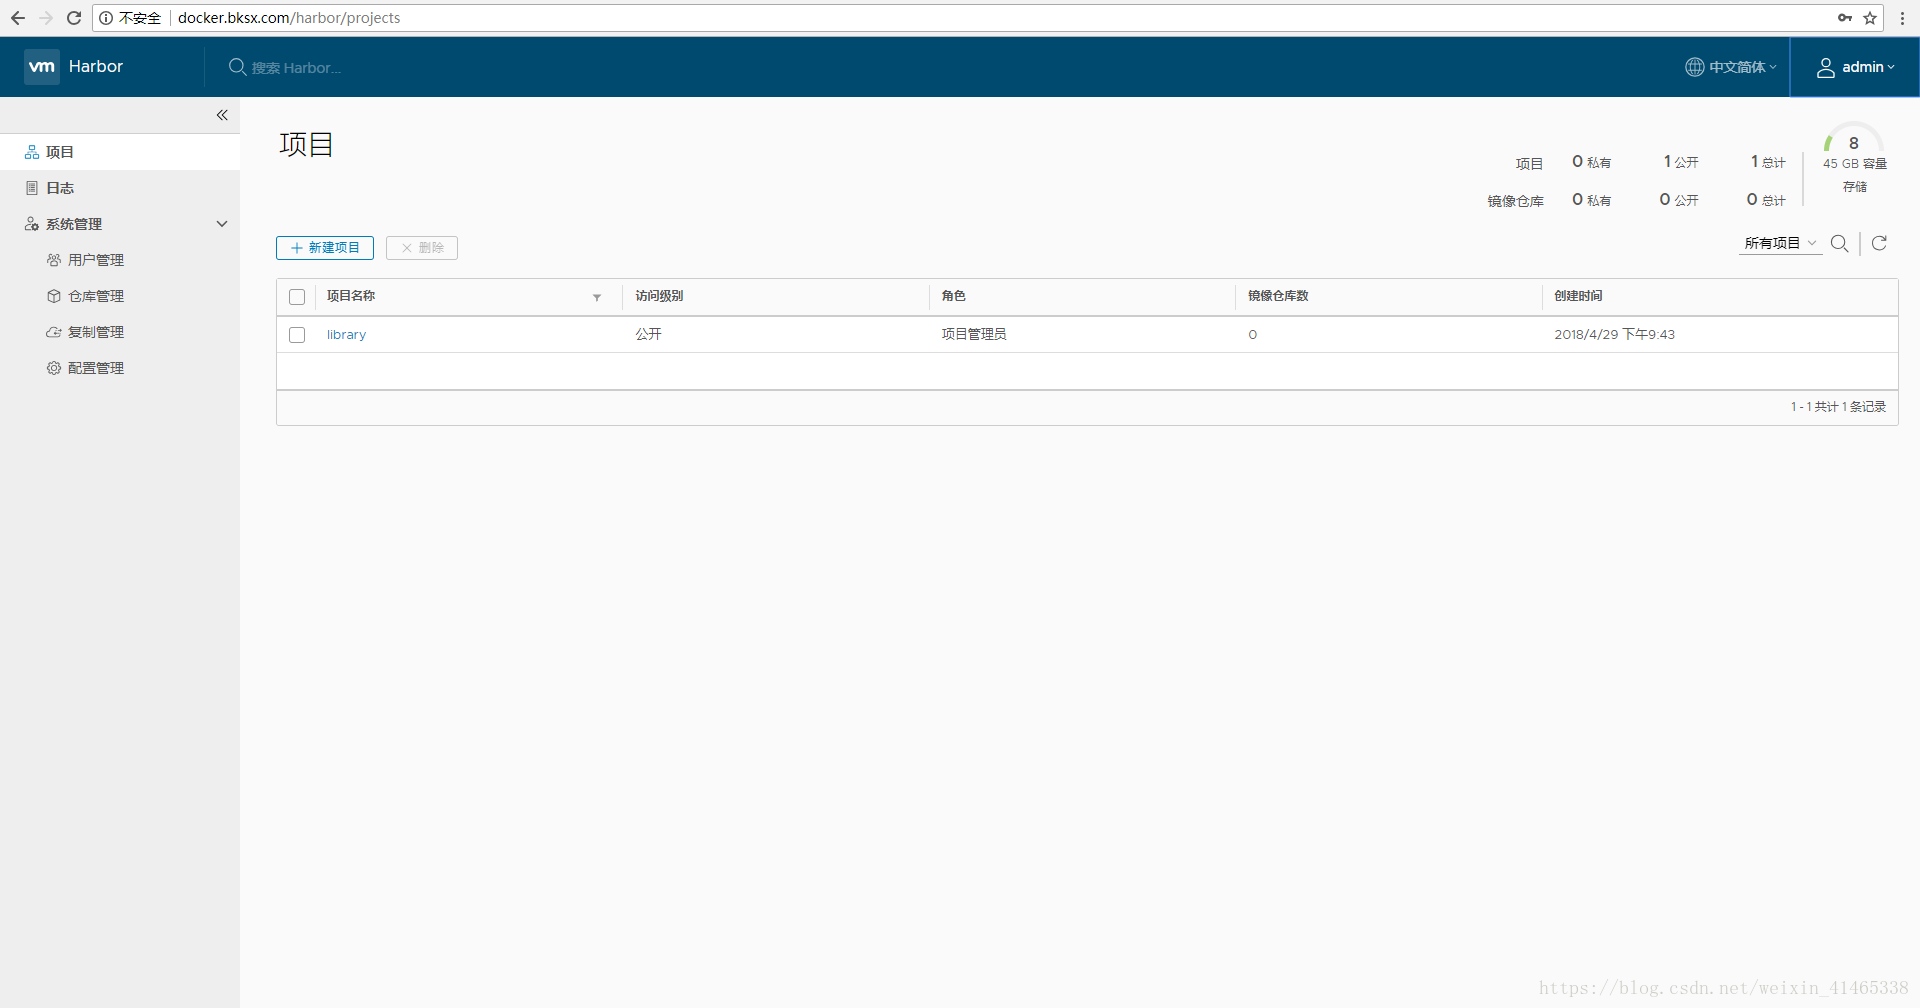 不安全 docker.bksx.com/harbor/projects
vm Harbor 搜索 Harbor... 中文简体 admin
项目
日志
系统管理
用户管理
仓库管理
复制管理
配置管理
项目
项目 0 私有 1 公开 1 总计
镜像仓库 0 私有 0 公开 0 总计
8
45 GB 容量
存储
新建项目 删除 所有项目
项目名称 访问级别 角色 镜像仓库数 创建时间
library 公开 项目管理员 0 2018/4/29 下午9:43
1 - 1 共计 1 条记录
https://blog.csdn.net/weixin_41465338